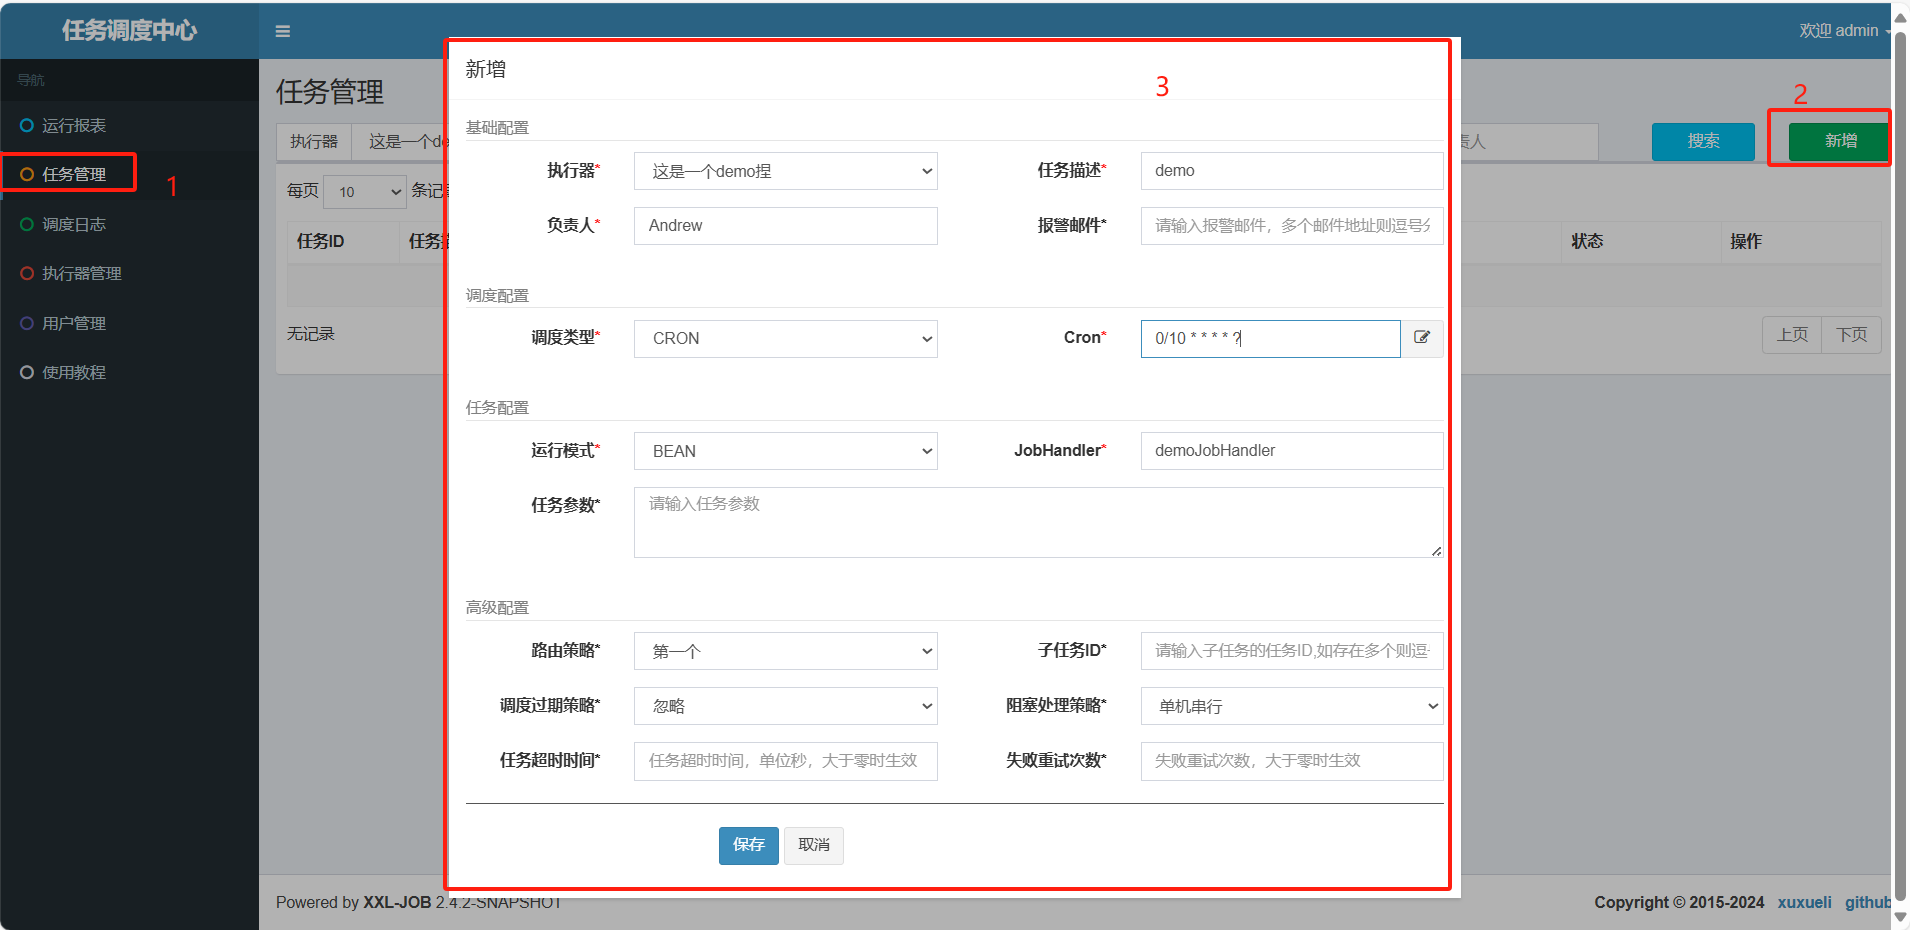 任务调度中心
欢迎 admin
导航
运行报表
任务管理
1
调度日志
执行器管理
用户管理
使用教程
任务管理
执行器 这是一个de
责人
搜索
2
新增
每页 10 条记
任务ID 任务 状态 操作
无记录
上页 下页
新增
3
基础配置
执行器* 这是一个demo捏 任务描述* demo
负责人* Andrew 报警邮件* 请输入报警邮件，多个邮件地址则逗号分
调度配置
调度类型* CRON Cron* 0/10 * * * * ?
任务配置
运行模式* BEAN JobHandler* demoJobHandler
任务参数* 请输入任务参数
高级配置
路由策略* 第一个 子任务ID* 请输入子任务的任务ID,如存在多个则逗
调度过期策略* 忽略 阻塞处理策略* 单机串行
任务超时时间* 任务超时时间，单位秒，大于零时生效 失败重试次数* 失败重试次数，大于零时生效
保存 取消
Powered by XXL-JOB 2.4.2-SNAPSHOT
Copyright © 2015-2024 xuxueli github